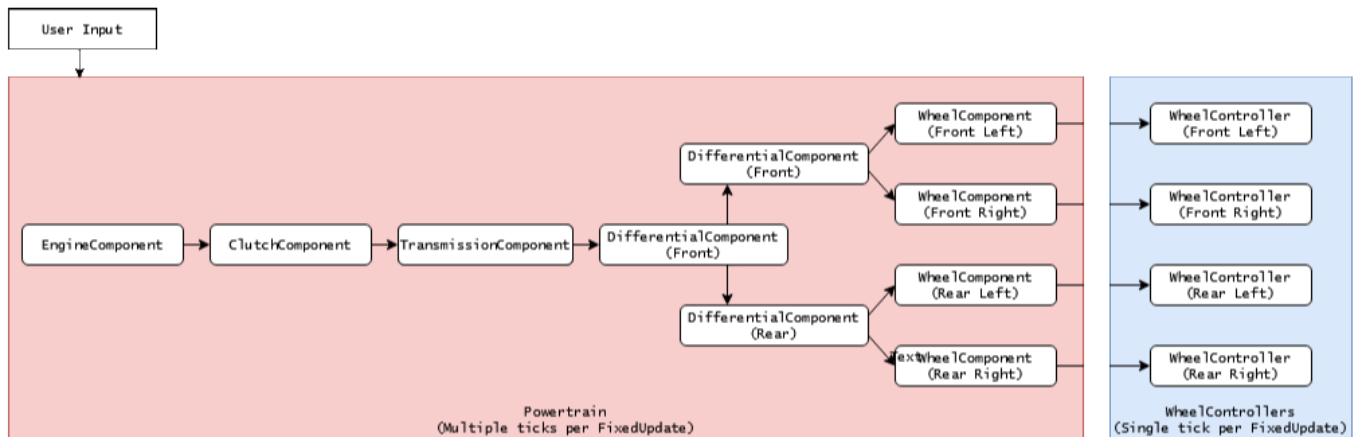 User Input
WheelComponent
(Front Left)
WheelController
(Front Left)
DifferentialComponent
(Front)
WheelComponent
(Front Right)
WheelController
(Front Right)
EngineComponent
ClutchComponent
TransmissionComponent
DifferentialComponent
(Front)
WheelComponent
(Rear Left)
WheelController
(Rear Left)
DifferentialComponent
(Rear)
Text
WheelComponent
(Rear Right)
WheelController
(Rear Right)
Powertrain
(Multiple ticks per FixedUpdate)
WheelControllers
(Single tick per FixedUpdate)